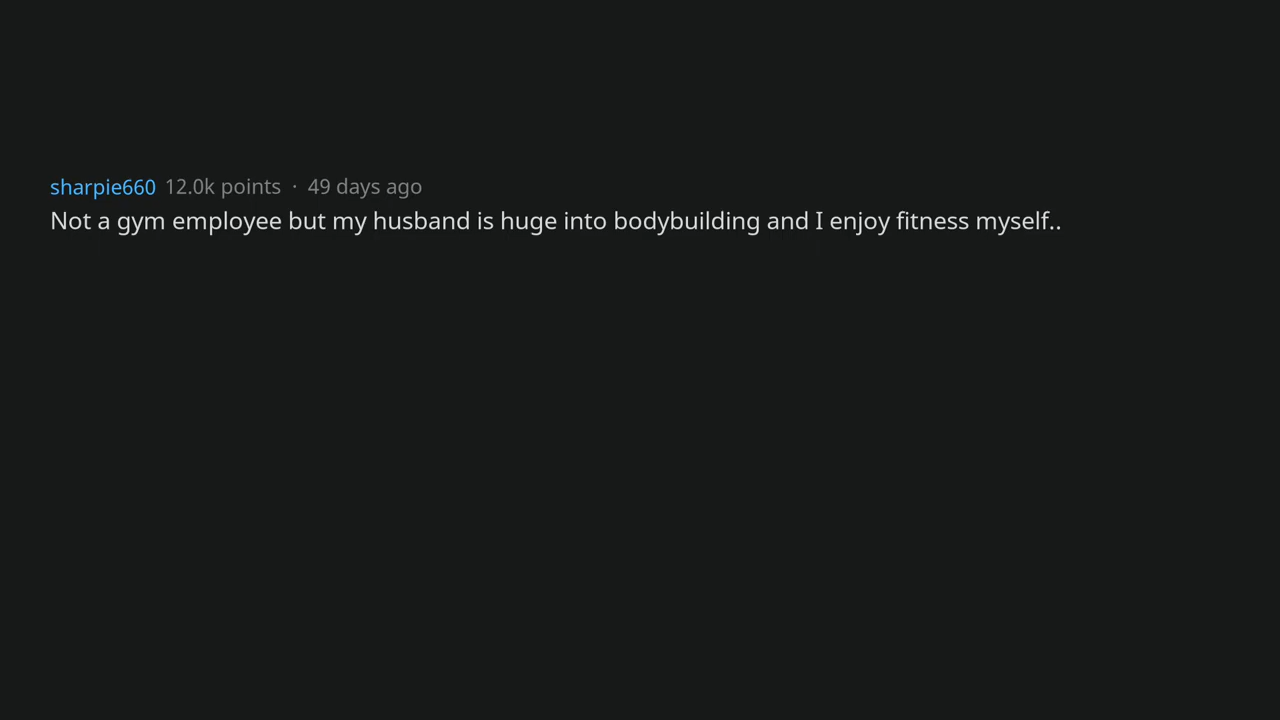 sharpie660 12.0k points · 49 days ago
Not a gym employee but my husband is huge into bodybuilding and I enjoy fitness myself..